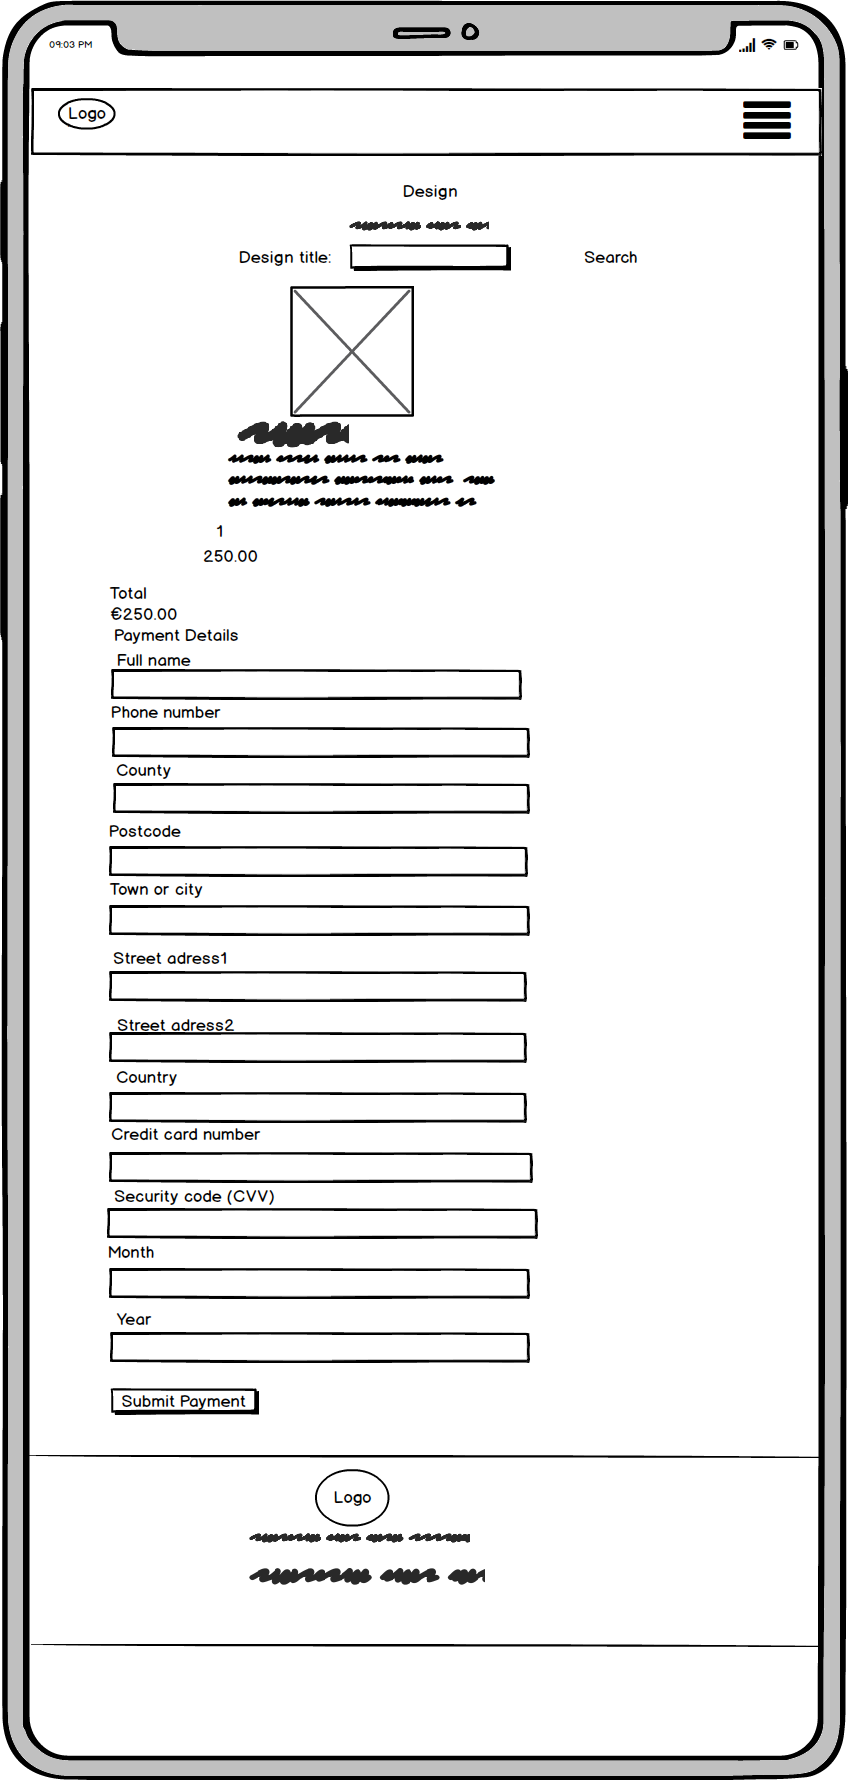 09:03 PM
Logo
Design
Design title: Search
1
250.00
Total
€250.00
Payment Details
Full name
Phone number
County
Postcode
Town or city
Street adress1
Street adress2
Country
Credit card number
Security code (CVV)
Month
Year
Submit Payment
Logo